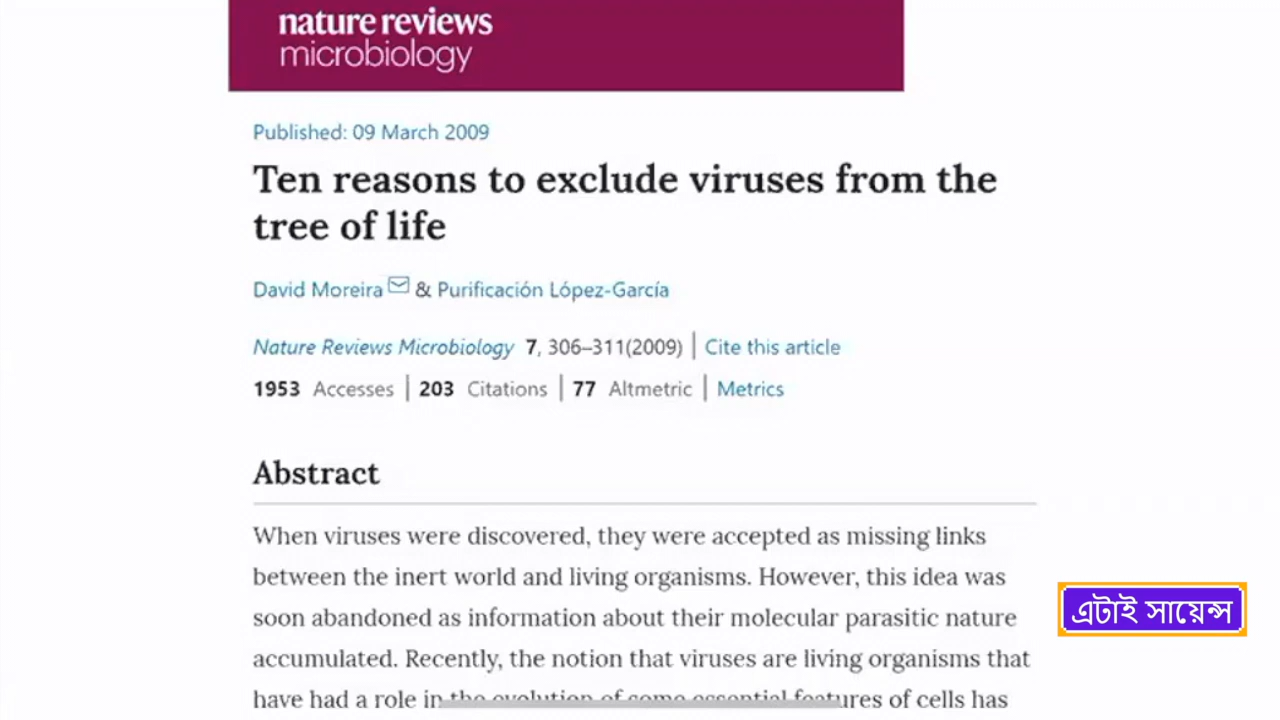 nature reviews
microbiology
Published: 09 March 2009
Ten reasons to exclude viruses from the
tree of life
David Moreira & Purificación López-García
Nature Reviews Microbiology 7, 306–311(2009) | Cite this article
1953 Accesses | 203 Citations | 77 Altmetric | Metrics
Abstract
When viruses were discovered, they were accepted as missing links
between the inert world and living organisms. However, this idea was
soon abandoned as information about their molecular parasitic nature
accumulated. Recently, the notion that viruses are living organisms that
have had a role in the evolution of some essential features of cells has
এটাই সায়েন্স